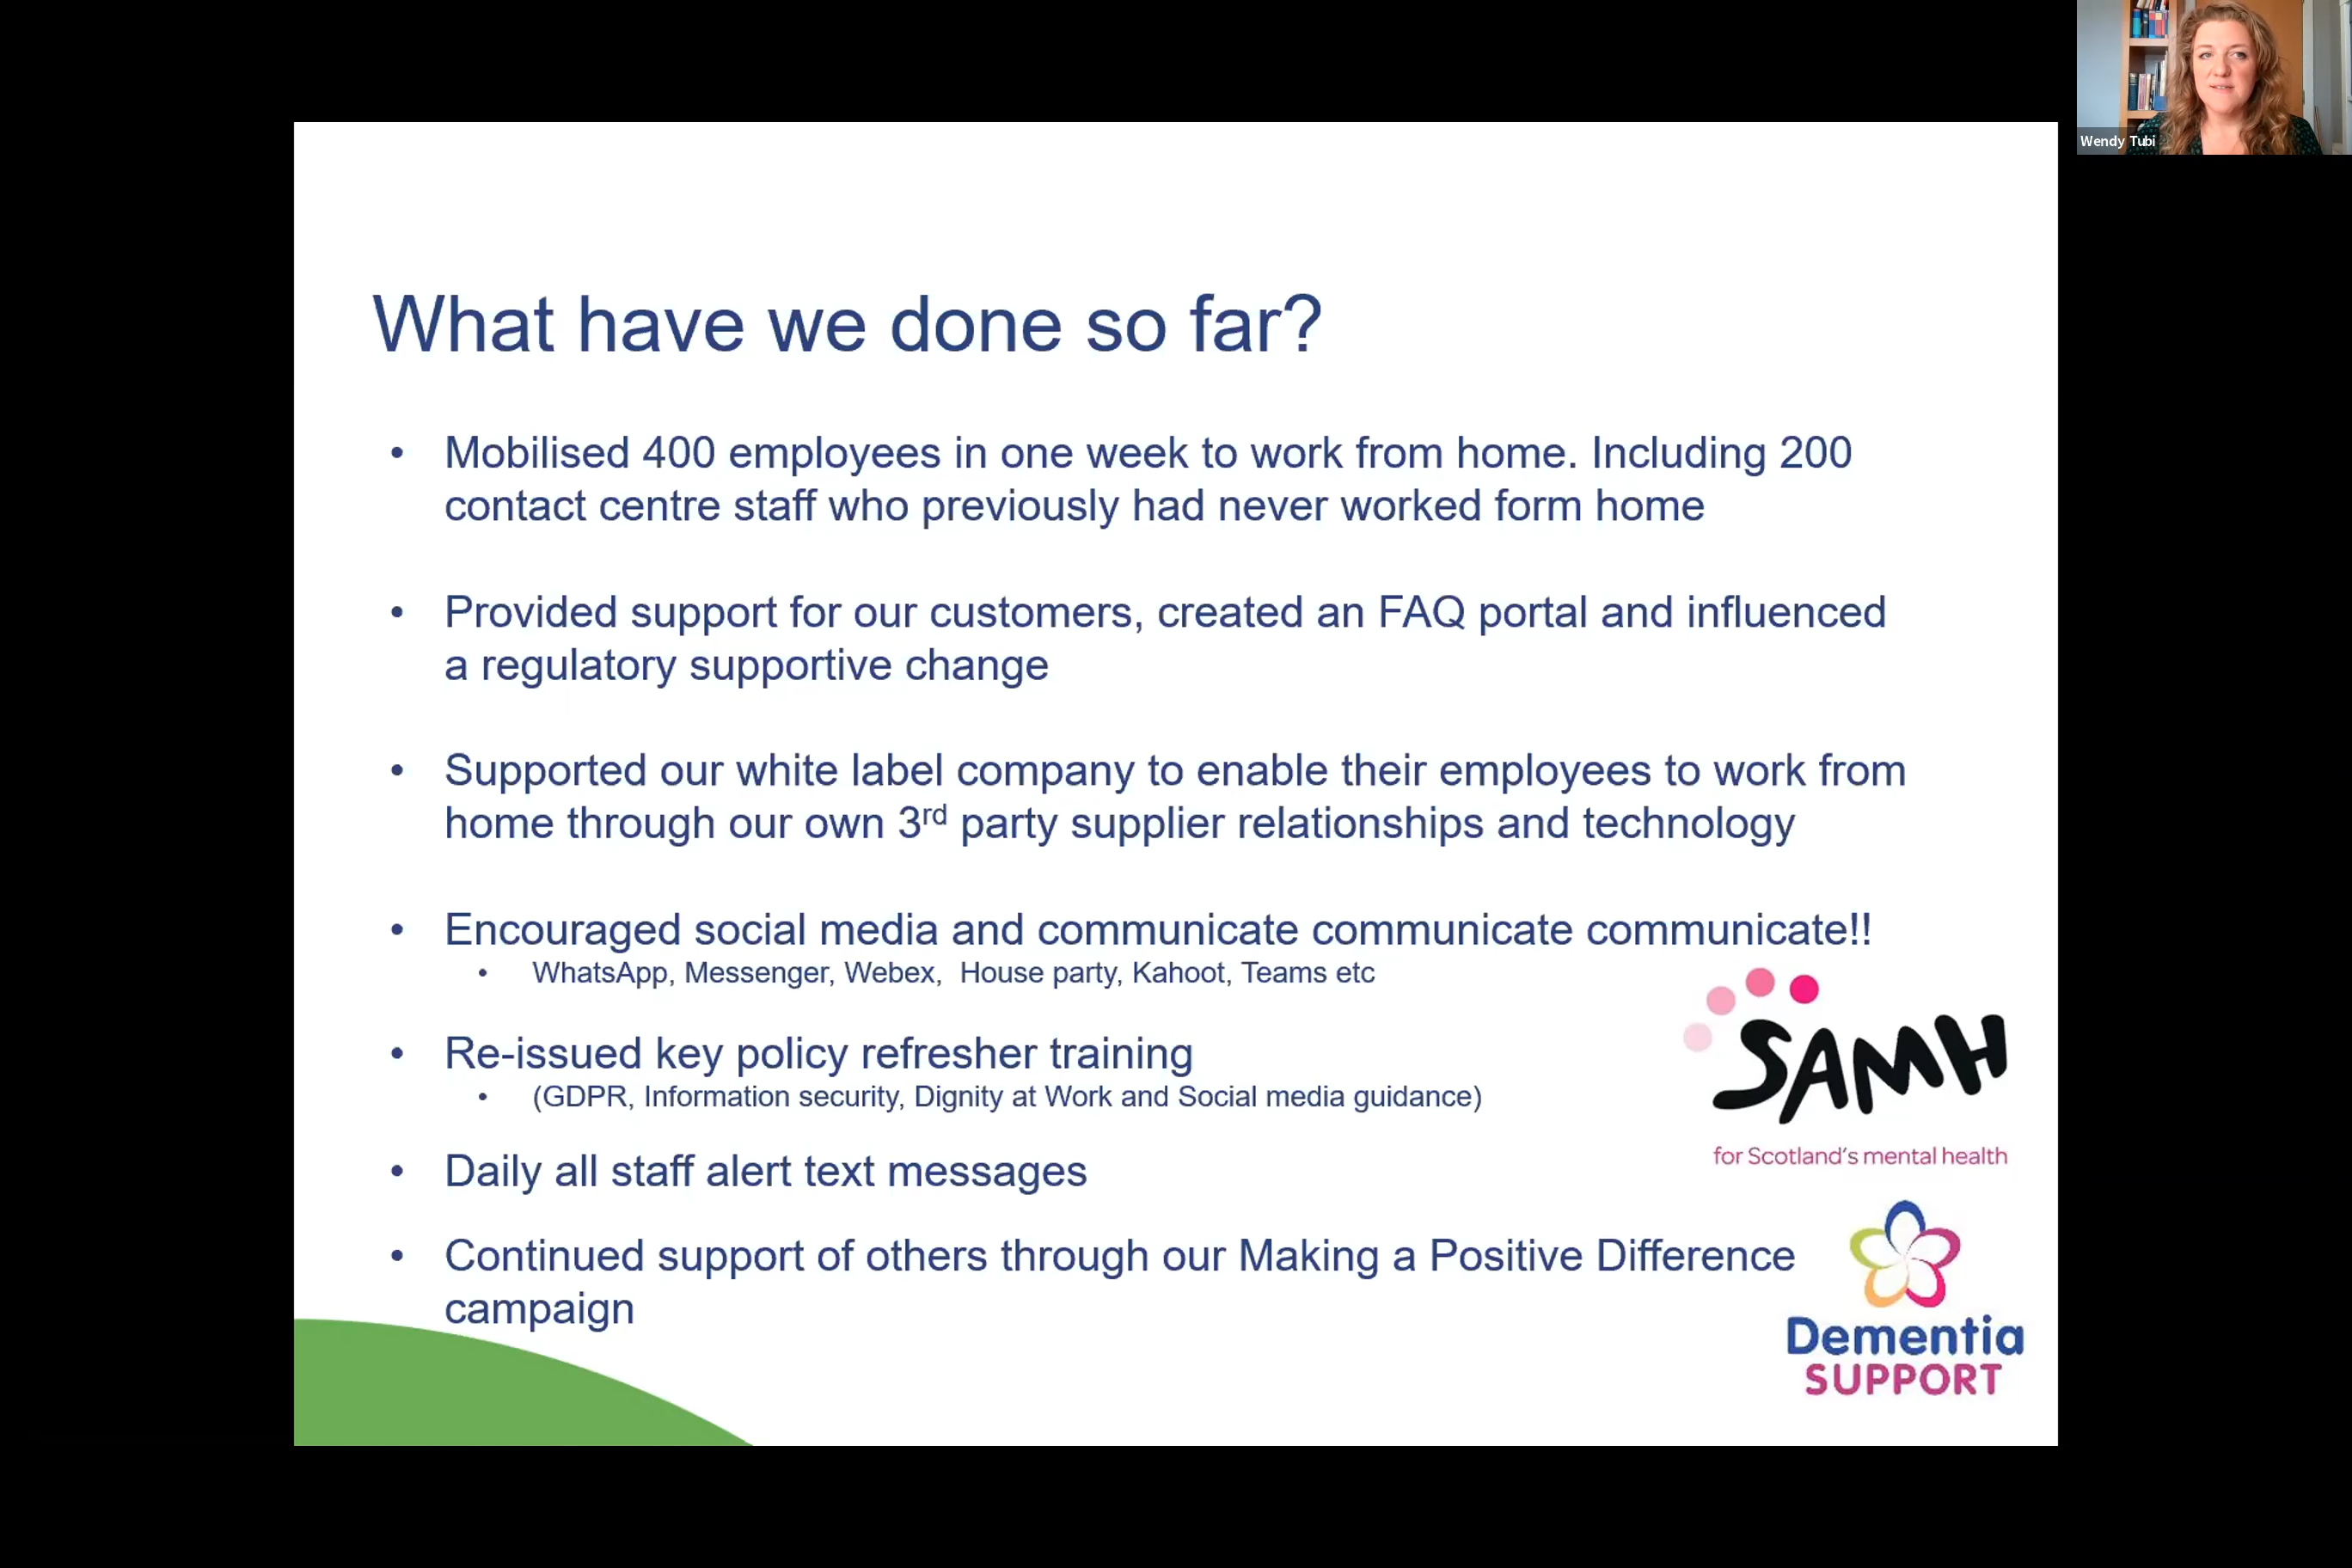 Wendy Tubi
What have we done so far?
• Mobilised 400 employees in one week to work from home. Including 200
contact centre staff who previously had never worked form home
• Provided support for our customers, created an FAQ portal and influenced
a regulatory supportive change
• Supported our white label company to enable their employees to work from
home through our own 3rd party supplier relationships and technology
• Encouraged social media and communicate communicate communicate!!
• WhatsApp, Messenger, Webex,  House party, Kahoot, Teams etc
• Re-issued key policy refresher training
• (GDPR, Information security, Dignity at Work and Social media guidance)
• Daily all staff alert text messages
• Continued support of others through our Making a Positive Difference
campaign
SAMH
for Scotland's mental health
Dementia
SUPPORT